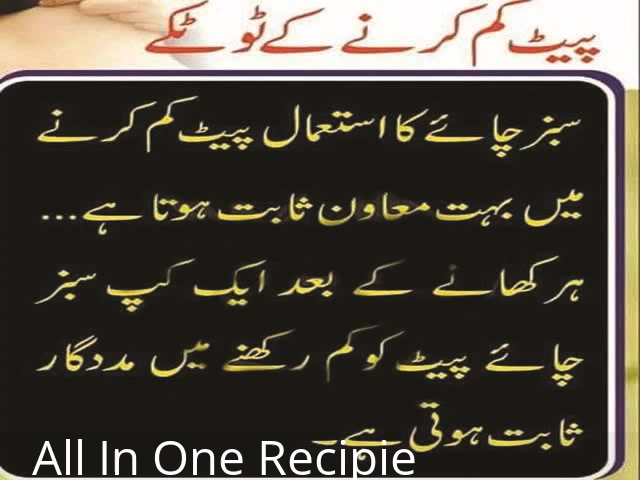 پیٹ کم کرنے کے ٹوٹکے
سبز چائے کا استعمال پیٹ کم کرنے
میں بہت معاون ثابت ہوتا ہے...
ہر کھانے کے بعد ایک کپ سبز
چائے پیٹ کو کم رکھنے میں مددگار
ثابت ہوتی ہے۔
All In One Recipie